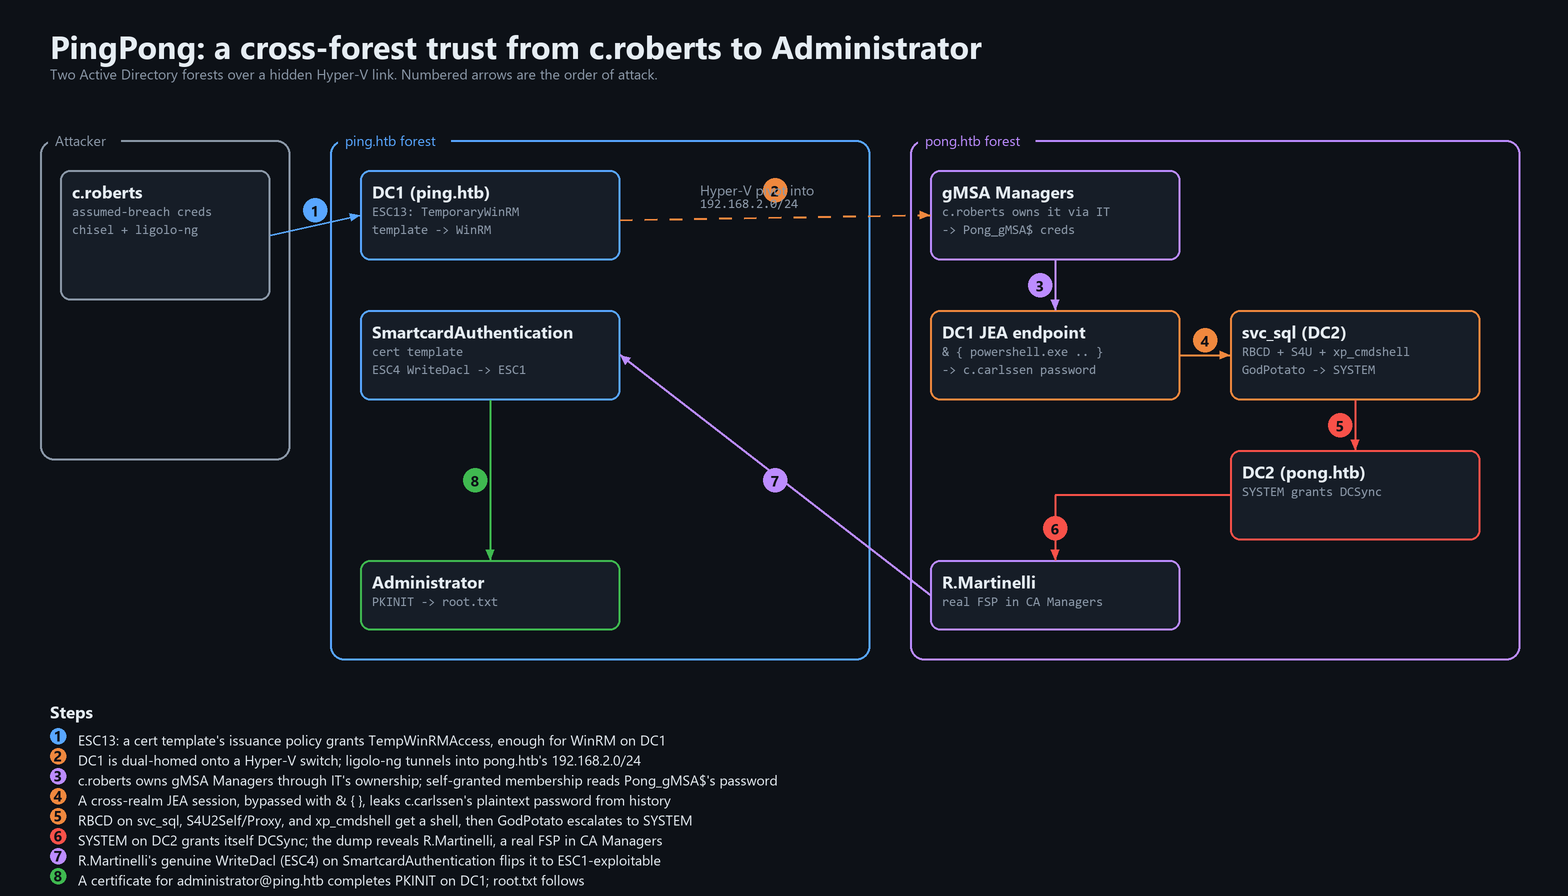 PingPong: a cross-forest trust from c.roberts to Administrator
Two Active Directory forests over a hidden Hyper-V link. Numbered arrows are the order of attack.
Attacker
c.roberts
assumed-breach creds
chisel + ligolo-ng
1
ping.htb forest
DC1 (ping.htb)
ESC13: TemporaryWinRM
template -> WinRM
Hyper-V into
2
192.168.2.0/24
pong.htb forest
gMSA Managers
c.roberts owns it via IT
-> Pong_gMSA$ creds
3
SmartcardAuthentication
cert template
ESC4 WriteDacl -> ESC1
DC1 JEA endpoint
& { powershell.exe .. }
-> c.carlssen password
4
svc_sql (DC2)
RBCD + S4U + xp_cmdshell
GodPotato -> SYSTEM
5
DC2 (pong.htb)
SYSTEM grants DCSync
6
7
8
Administrator
PKINIT -> root.txt
R.Martinelli
real FSP in CA Managers
Steps
1 ESC13: a cert template's issuance policy grants TempWinRMAccess, enough for WinRM on DC1
2 DC1 is dual-homed onto a Hyper-V switch; ligolo-ng tunnels into pong.htb's 192.168.2.0/24
3 c.roberts owns gMSA Managers through IT's ownership; self-granted membership reads Pong_gMSA$'s password
4 A cross-realm JEA session, bypassed with & { }, leaks c.carlssen's plaintext password from history
5 RBCD on svc_sql, S4U2Self/Proxy, and xp_cmdshell get a shell, then GodPotato escalates to SYSTEM
6 SYSTEM on DC2 grants itself DCSync; the dump reveals R.Martinelli, a real FSP in CA Managers
7 R.Martinelli's genuine WriteDacl (ESC4) on SmartcardAuthentication flips it to ESC1-exploitable
8 A certificate for administrator@ping.htb completes PKINIT on DC1; root.txt follows